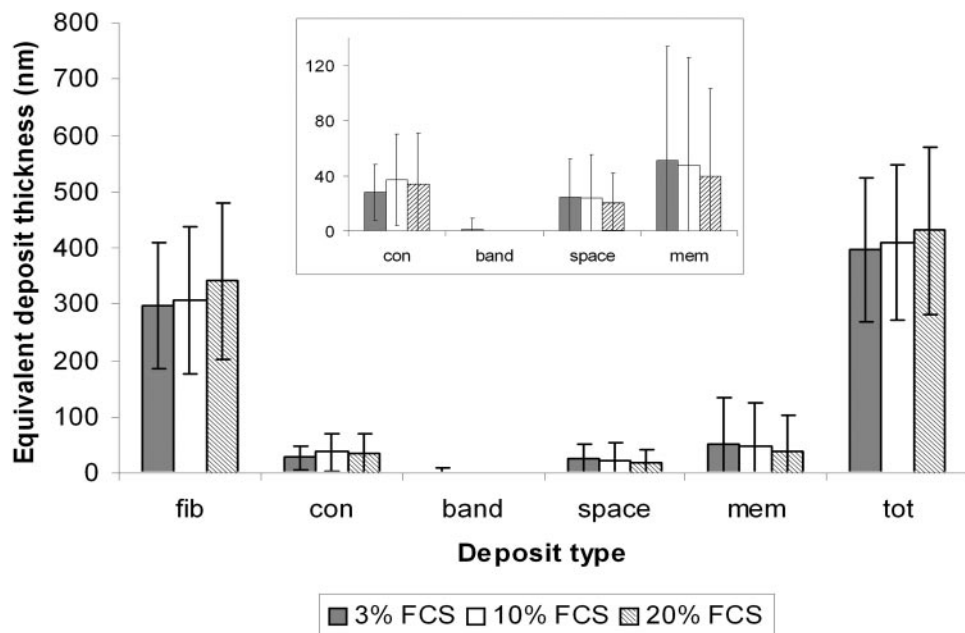 Equivalent deposit thickness (nm)
800
700
600
500
400
300
200
100
0
120
80
40
0
con band space mem
fib con band space mem tot
Deposit type
3% FCS 10% FCS 20% FCS